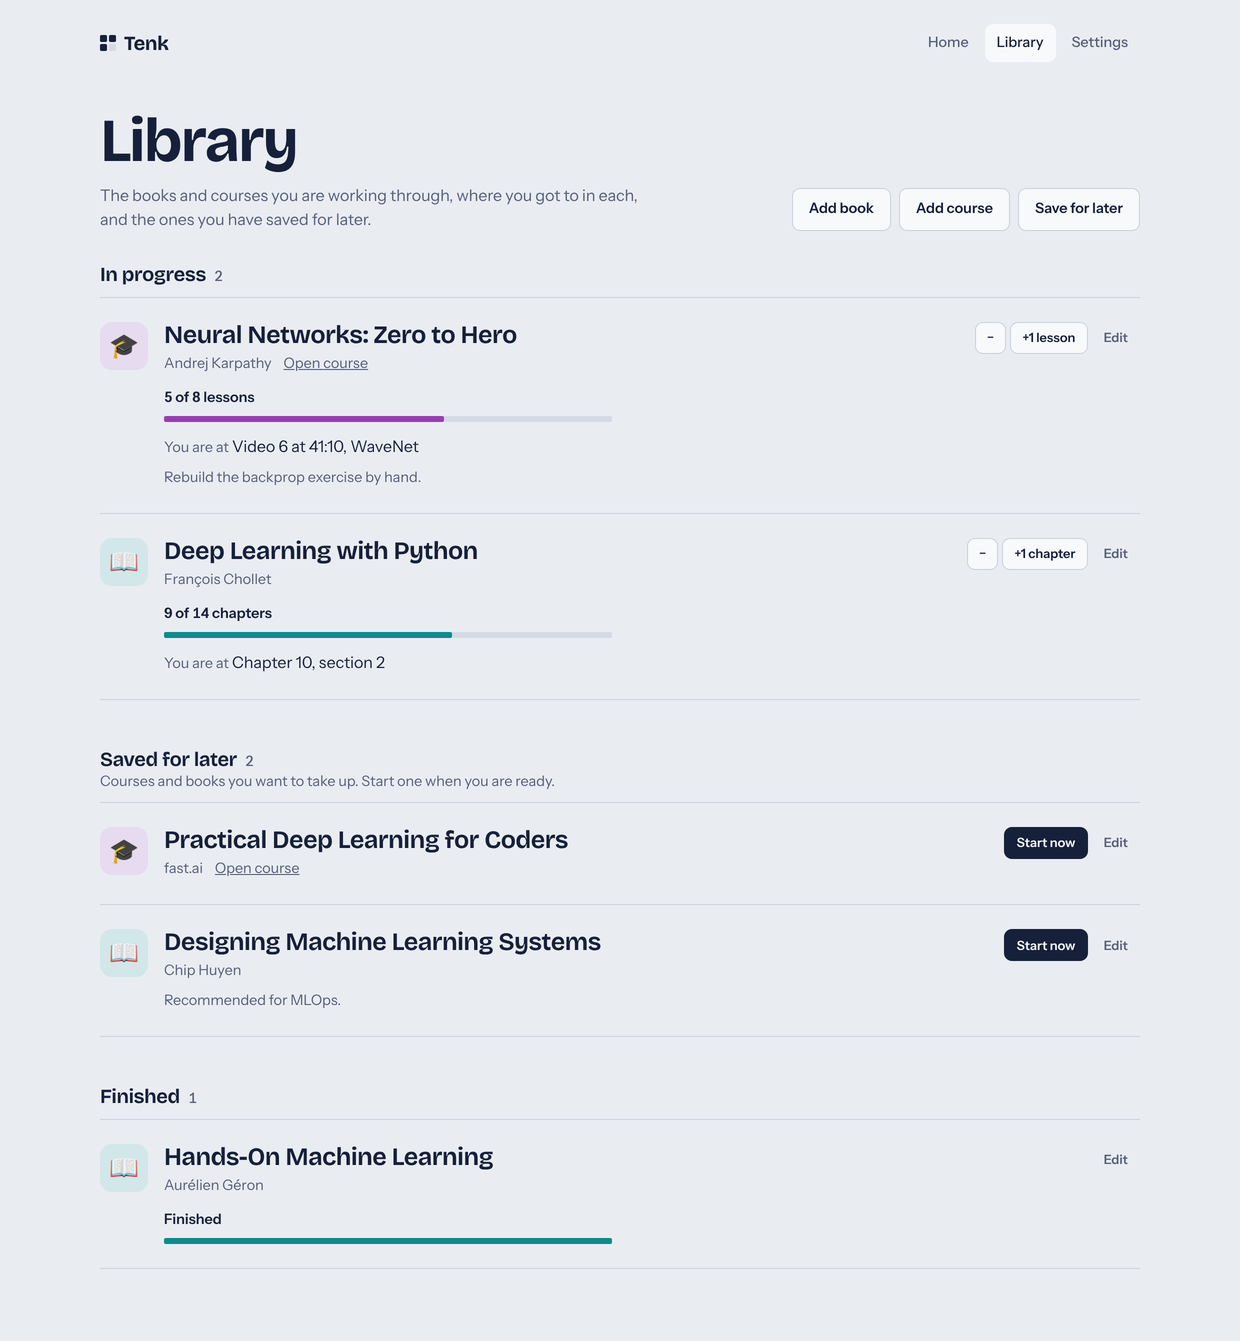 Tenk
Home Library Settings
Library
The books and courses you are working through, where you got to in each,
and the ones you have saved for later.
Add book Add course Save for later
In progress 2
Neural Networks: Zero to Hero
− +1 lesson Edit
Andrej Karpathy Open course
5 of 8 lessons
You are at Video 6 at 41:10, WaveNet
Rebuild the backprop exercise by hand.
Deep Learning with Python
− +1 chapter Edit
François Chollet
9 of 14 chapters
You are at Chapter 10, section 2
Saved for later 2
Courses and books you want to take up. Start one when you are ready.
Practical Deep Learning for Coders
Start now Edit
fast.ai Open course
Designing Machine Learning Systems
Start now Edit
Chip Huyen
Recommended for MLOps.
Finished 1
Hands-On Machine Learning
Edit
Aurélien Géron
Finished